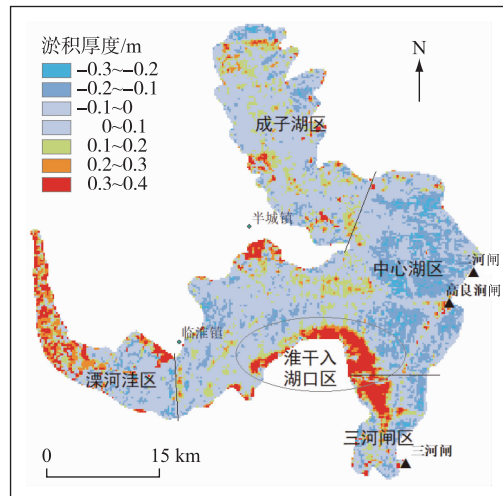 淤积厚度/m
−0.3~−0.2
−0.2~−0.1
−0.1~0
0~0.1
0.1~0.2
0.2~0.3
0.3~0.4
N
成子湖区
半城镇
中心湖区
河闸
高良涧闸
临淮镇
淮干入
湖口区
溧河洼区
三河闸区
三河闸
0 15 km